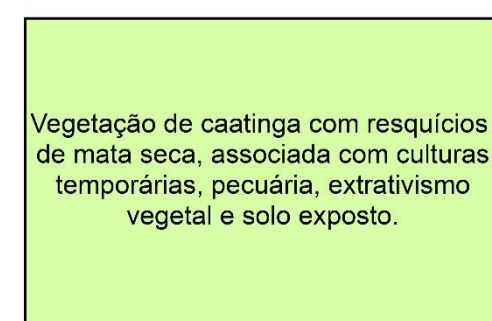 Vegetação de caatinga com resquícios
de mata seca, associada com culturas
temporárias, pecuária, extrativismo
vegetal e solo exposto.